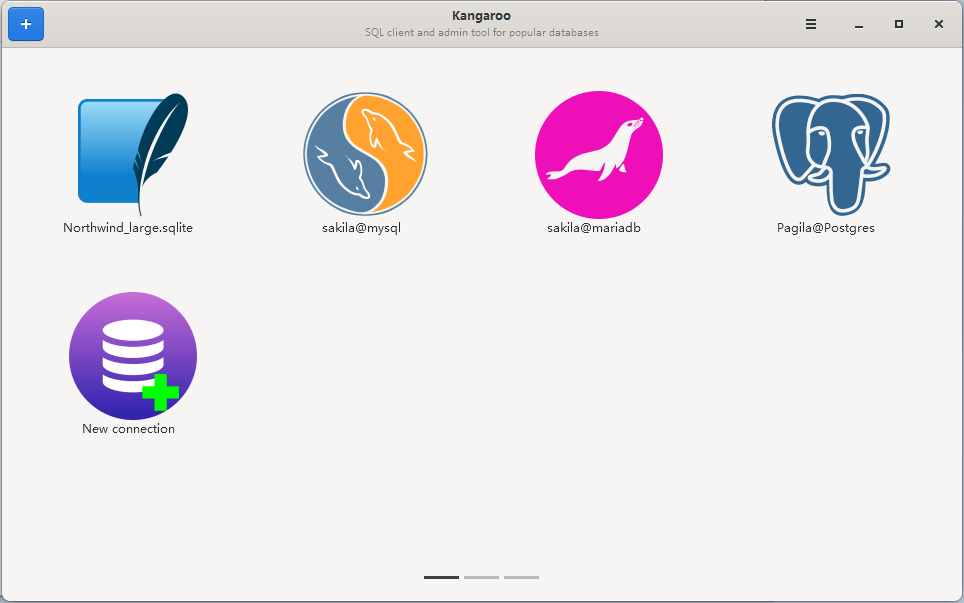 Kangaroo
SQL client and admin tool for popular databases
Northwind_large.sqlite
sakila@mysql
sakila@mariadb
Pagila@Postgres
New connection